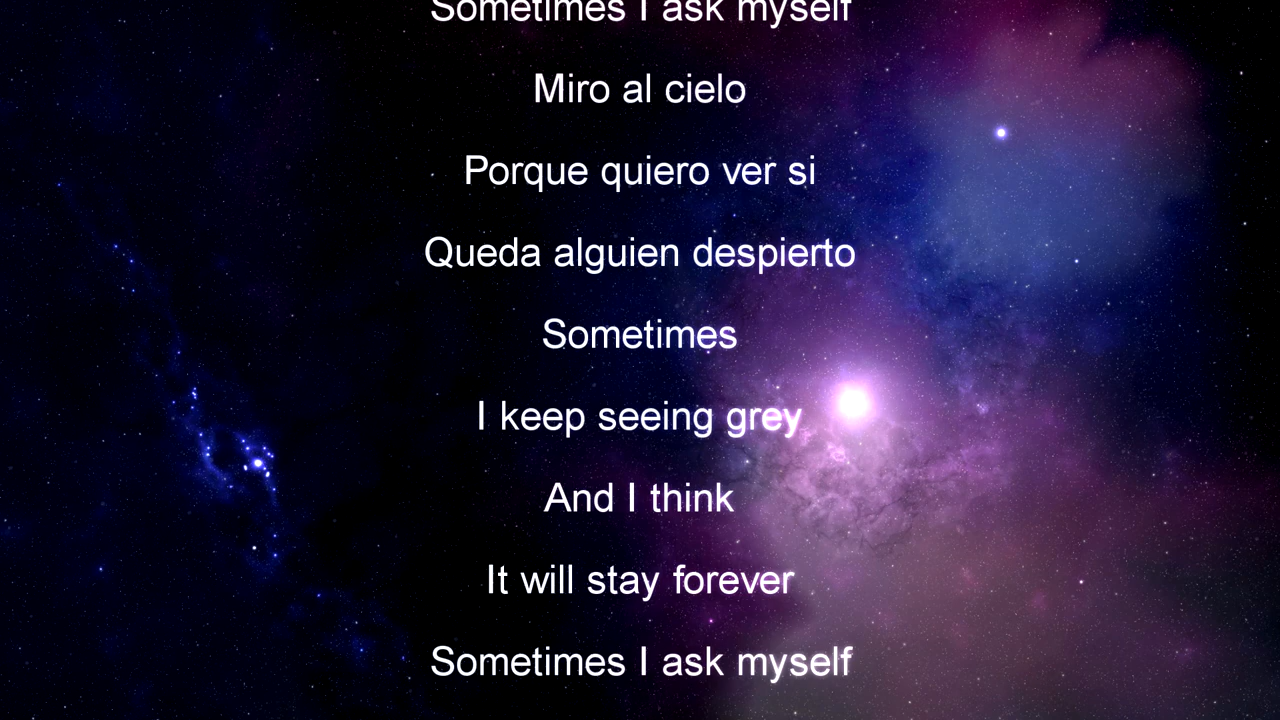 Sometimes I ask myself
Miro al cielo
Porque quiero ver si
Queda alguien despierto
Sometimes
I keep seeing grey
And I think
It will stay forever
Sometimes I ask myself